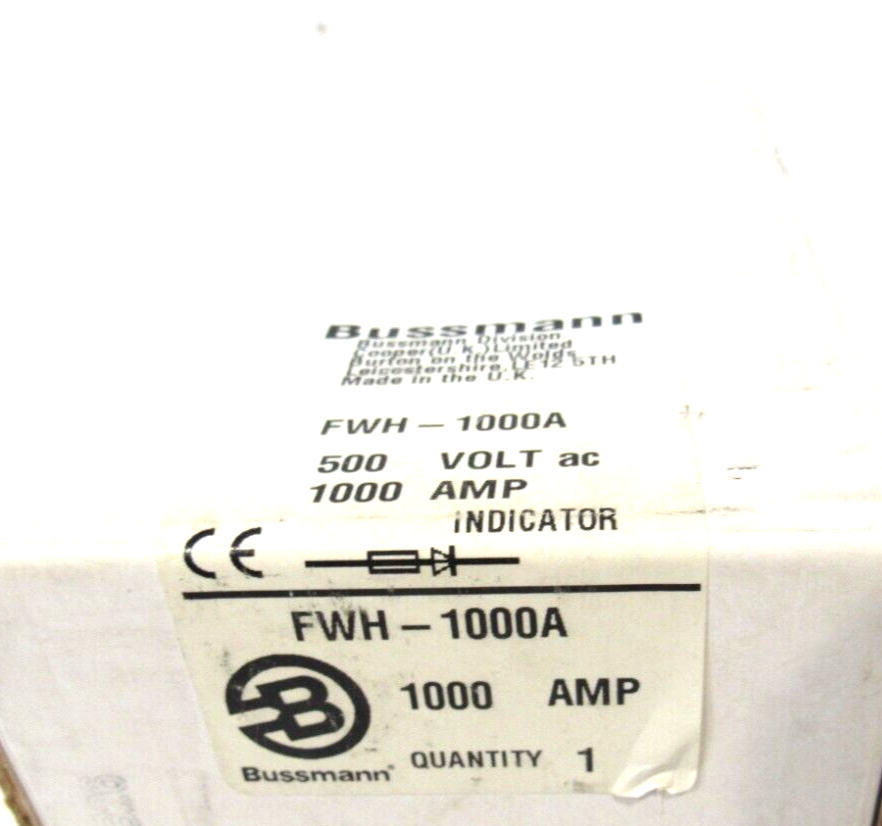 Bussmann
Bussmann Division
Cooper(U.K.)Limited
Burton on the Wolds
Leicestershire.LE12 5TH
Made in the U.K.
FWH – 1000A
500 VOLT ac
1000 AMP
iNDICATOR
CE
FWH – 1000A
1000 AMP
B
Bussmann
QUANTITY 1